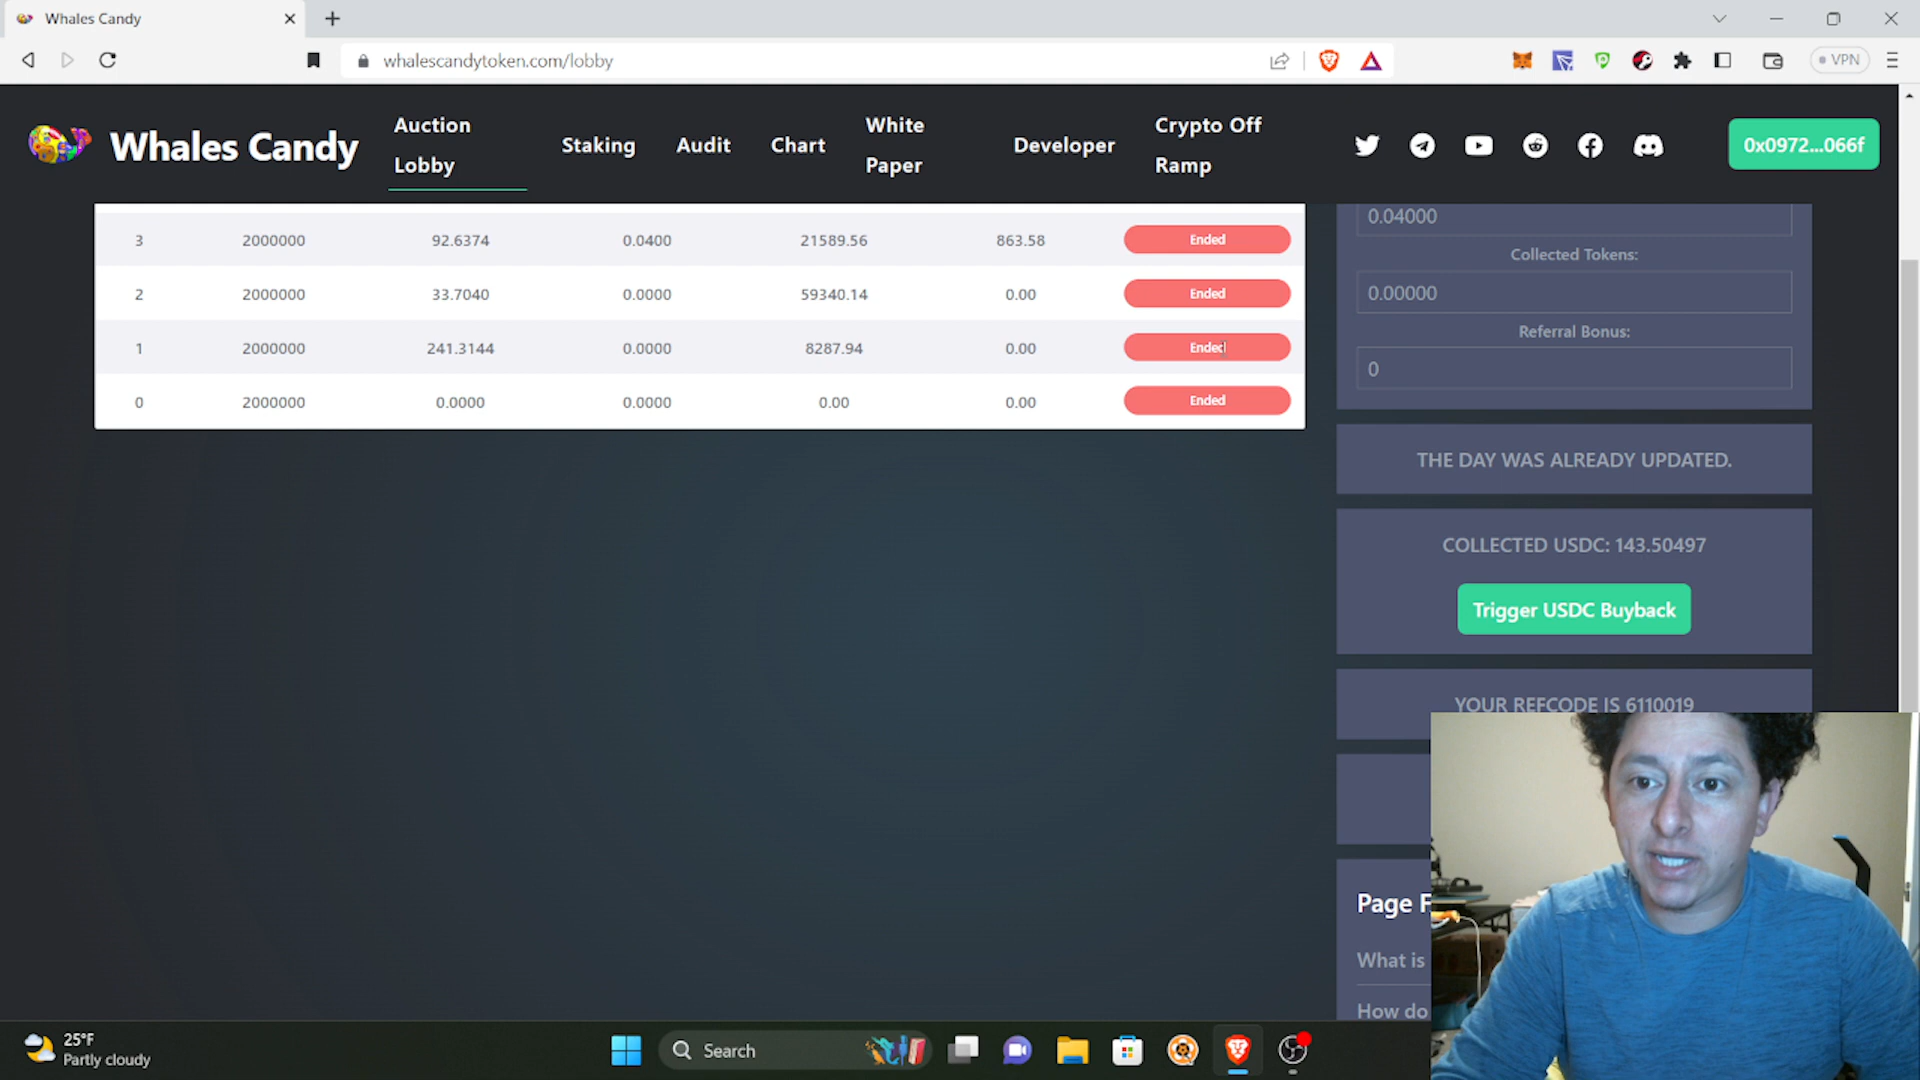 Whales Candy
whalescandytoken.com/lobby
VPN
Whales Candy
Auction
Lobby
Staking
Audit
Chart
White
Paper
Developer
Crypto Off
Ramp
0x0972...066f
3 2000000 92.6374 0.0400 21589.56 863.58 Ended
2 2000000 33.7040 0.0000 59340.14 0.00 Ended
1 2000000 241.3144 0.0000 8287.94 0.00 Ended
0 2000000 0.0000 0.0000 0.00 0.00 Ended
0.04000
Collected Tokens:
0.00000
Referral Bonus:
0
THE DAY WAS ALREADY UPDATED.
COLLECTED USDC: 143.50497
Trigger USDC Buyback
YOUR REFCODE IS 6110019
Page F
What is
How do
25°F
Partly cloudy
Search